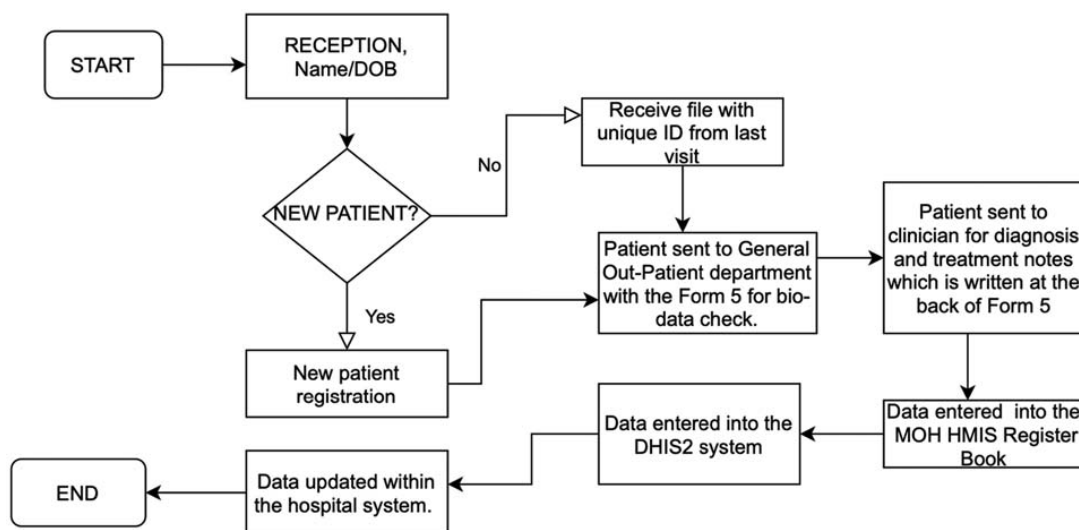 START
RECEPTION,
Name/DOB
NEW PATIENT?
No
Receive file with
unique ID from last
visit
Yes
New patient
registration
Patient sent to General
Out-Patient department
with the Form 5 for bio-
data check.
Patient sent to
clinician for diagnosis
and treatment notes
which is written at the
back of Form 5
Data entered into the
MOH HMIS Register
Book
Data entered into the
DHIS2 system
Data updated within
the hospital system.
END